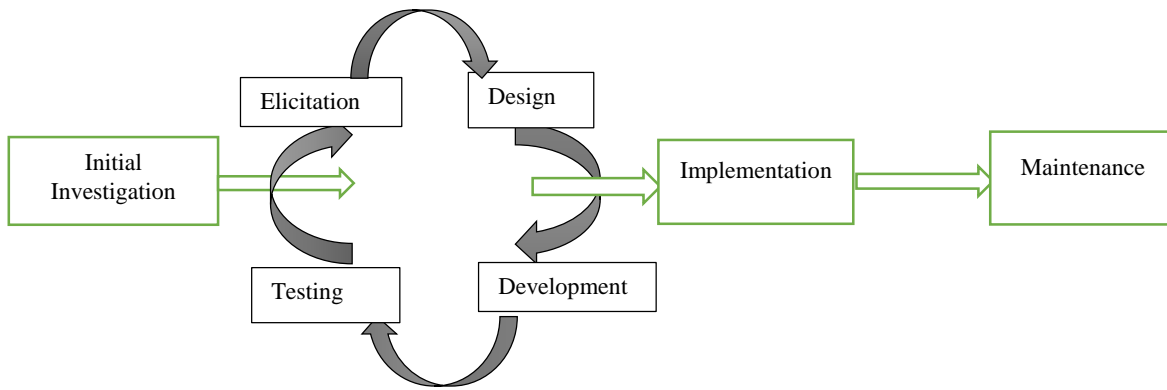 Elicitation
Design
Initial
Investigation
Implementation
Maintenance
Testing
Development